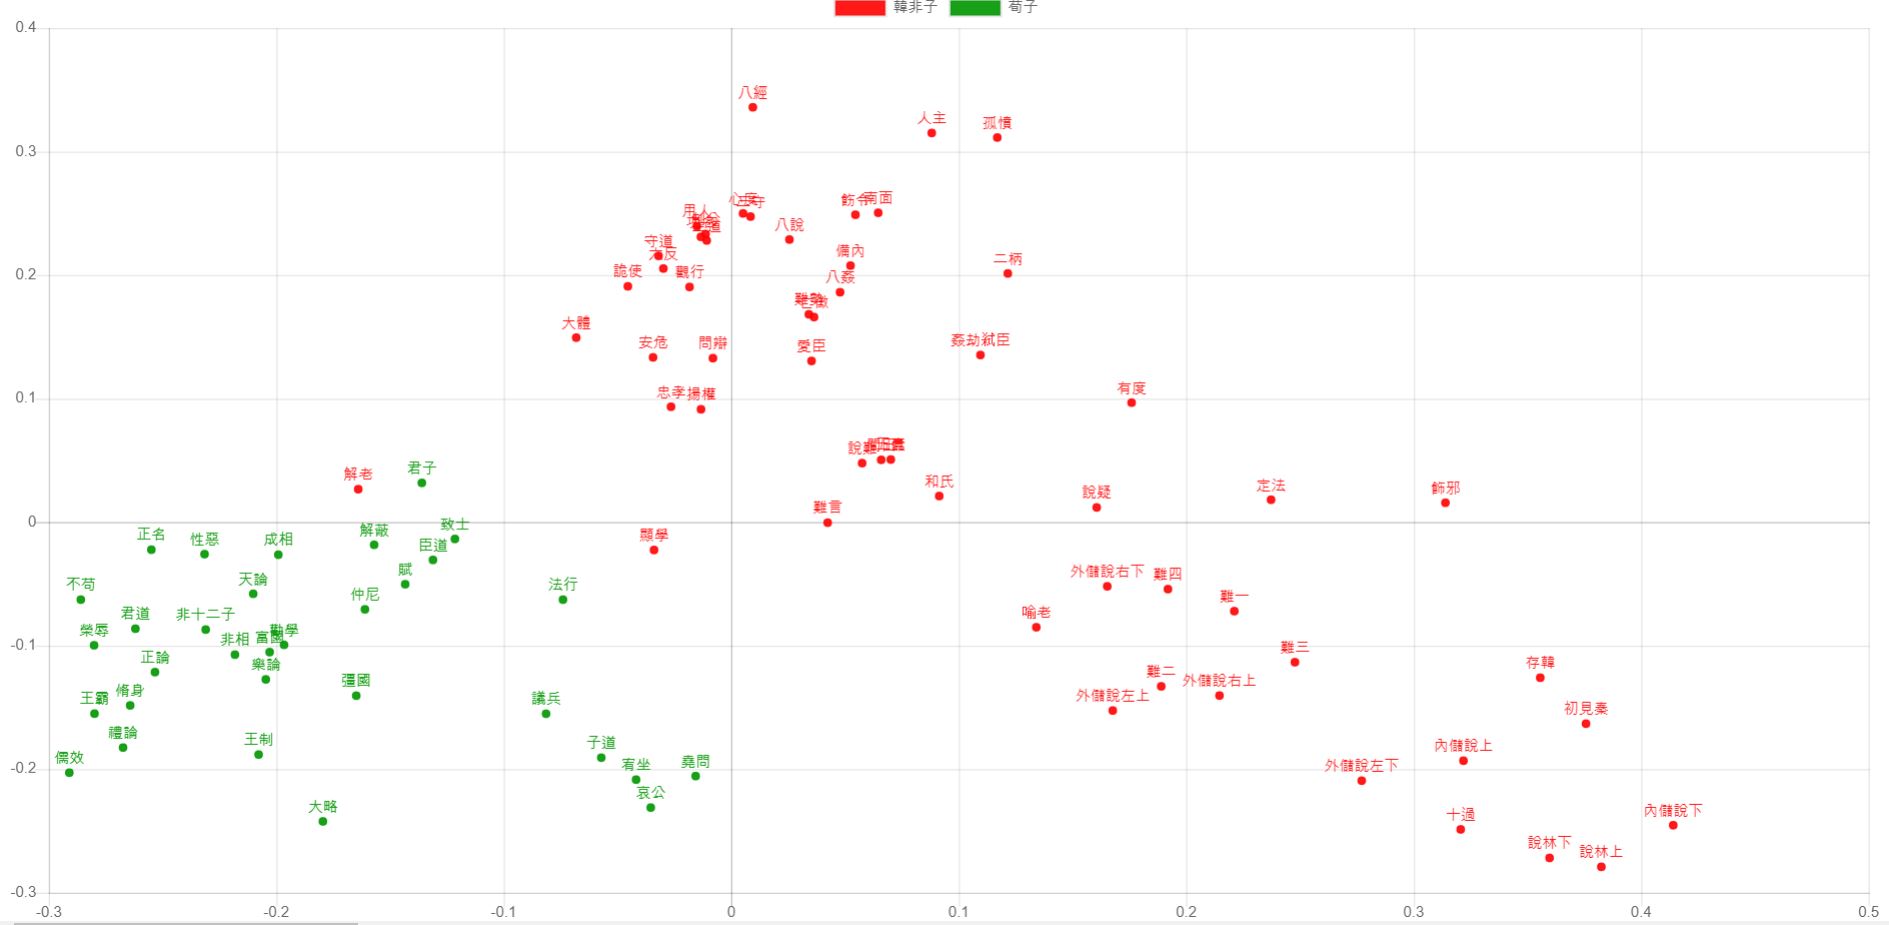 韓非子 荀子
0.4
八經
人主
孤憤
0.3
用人
心度
八說
飭令
南面
守道
大反
備內
二柄
詭使
觀行
八姦
0.2
大體
安危
問辯
愛臣
姦劫弒臣
忠孝
揚權
有度
0.1
解老
君子
說難
和氏
說疑
定法
飾邪
難言
0
正名
性惡
成相
解蔽
致士
臣道
顯學
不苟
天論
賦
法行
外儲說右下
難四
榮辱
君道
非十二子
仲尼
喻老
難一
-0.1
非相
富國
勸學
正論
樂論
難三
存韓
王霸
脩身
彊國
議兵
難二
外儲說左上
外儲說右上
初見秦
禮論
王制
子道
內儲說上
-0.2
儒效
宥坐
堯問
外儲說左下
大略
哀公
十過
內儲說下
說林下
說林上
-0.3
-0.3 -0.2 -0.1 0 0.1 0.2 0.3 0.4 0.5